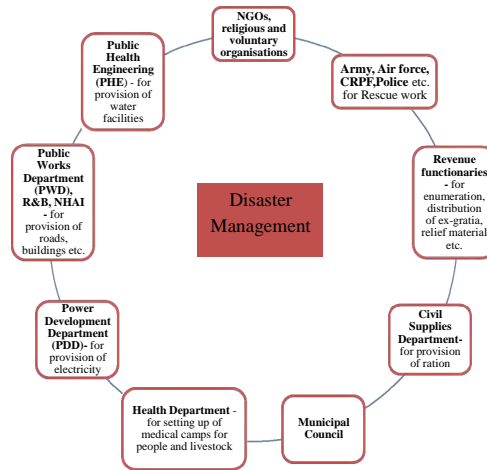 NGOs,
religious and
voluntary
organisations
Army, Air force,
CRPF,Police etc.
for Rescue work
Revenue
functionaries
- for
enumeration,
distribution
of ex-gratia,
relief material
etc.
Civil
Supplies
Department-
for provision
of ration
Municipal
Council
Health Department -
for setting up of
medical camps for
people and livestock
Power
Development
Department
(PDD)- for
provision of
electricity
Public
Works
Department
(PWD),
R&B, NHAI
- for
provision of
roads,
buildings etc.
Public
Health
Engineering
(PHE) - for
provision of
water
facilities
Disaster
Management